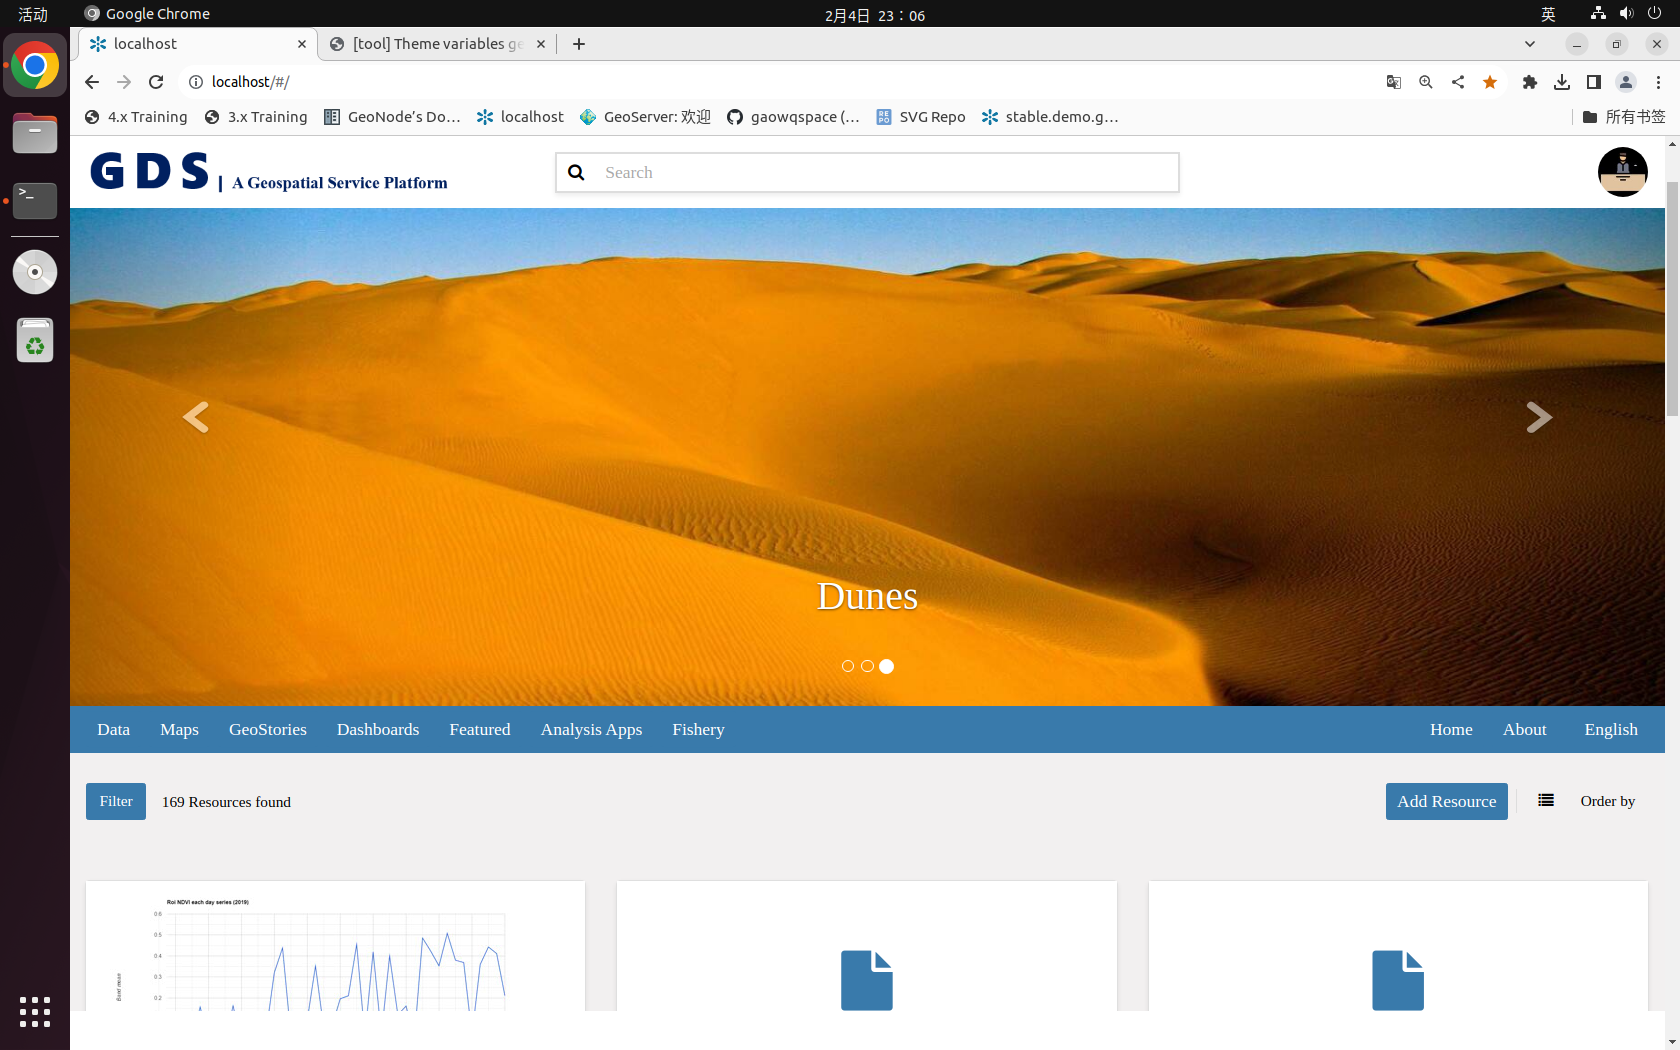 活动
Google Chrome
2月4日 23：06
英
localhost
[tool] Theme variables ge
localhost/#/
4.x Training
3.x Training
GeoNode's Do…
localhost
GeoServer: 欢迎
gaowqspace (…
SVG Repo
stable.demo.g…
所有书签
GDS | A Geospatial Service Platform
Search
Dunes
Data
Maps
GeoStories
Dashboards
Featured
Analysis Apps
Fishery
Home
About
English
Filter
169 Resources found
Add Resource
Order by
Roi NDVI each day series (2019)
0.6
0.5
0.4
0.3
0.2
Band mean